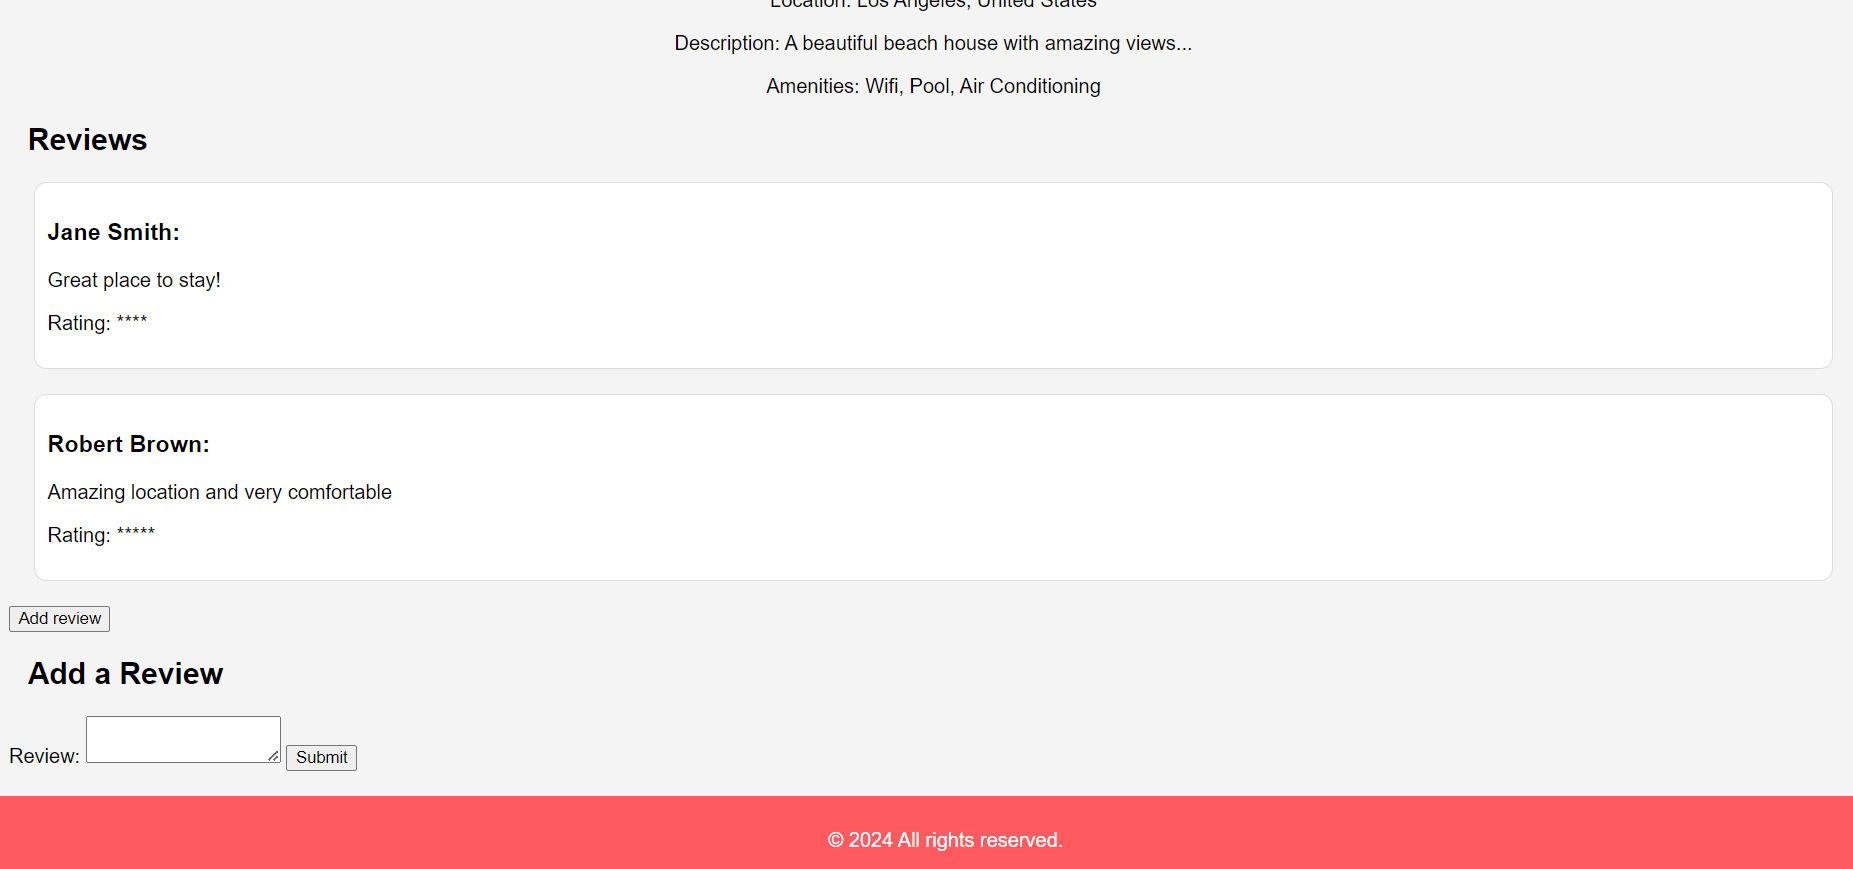 Location: Los Angeles, United States
Description: A beautiful beach house with amazing views...
Amenities: Wifi, Pool, Air Conditioning
Reviews
Jane Smith:
Great place to stay!
Rating: ****
Robert Brown:
Amazing location and very comfortable
Rating: *****
Add review
Add a Review
Review:
Submit
© 2024 All rights reserved.